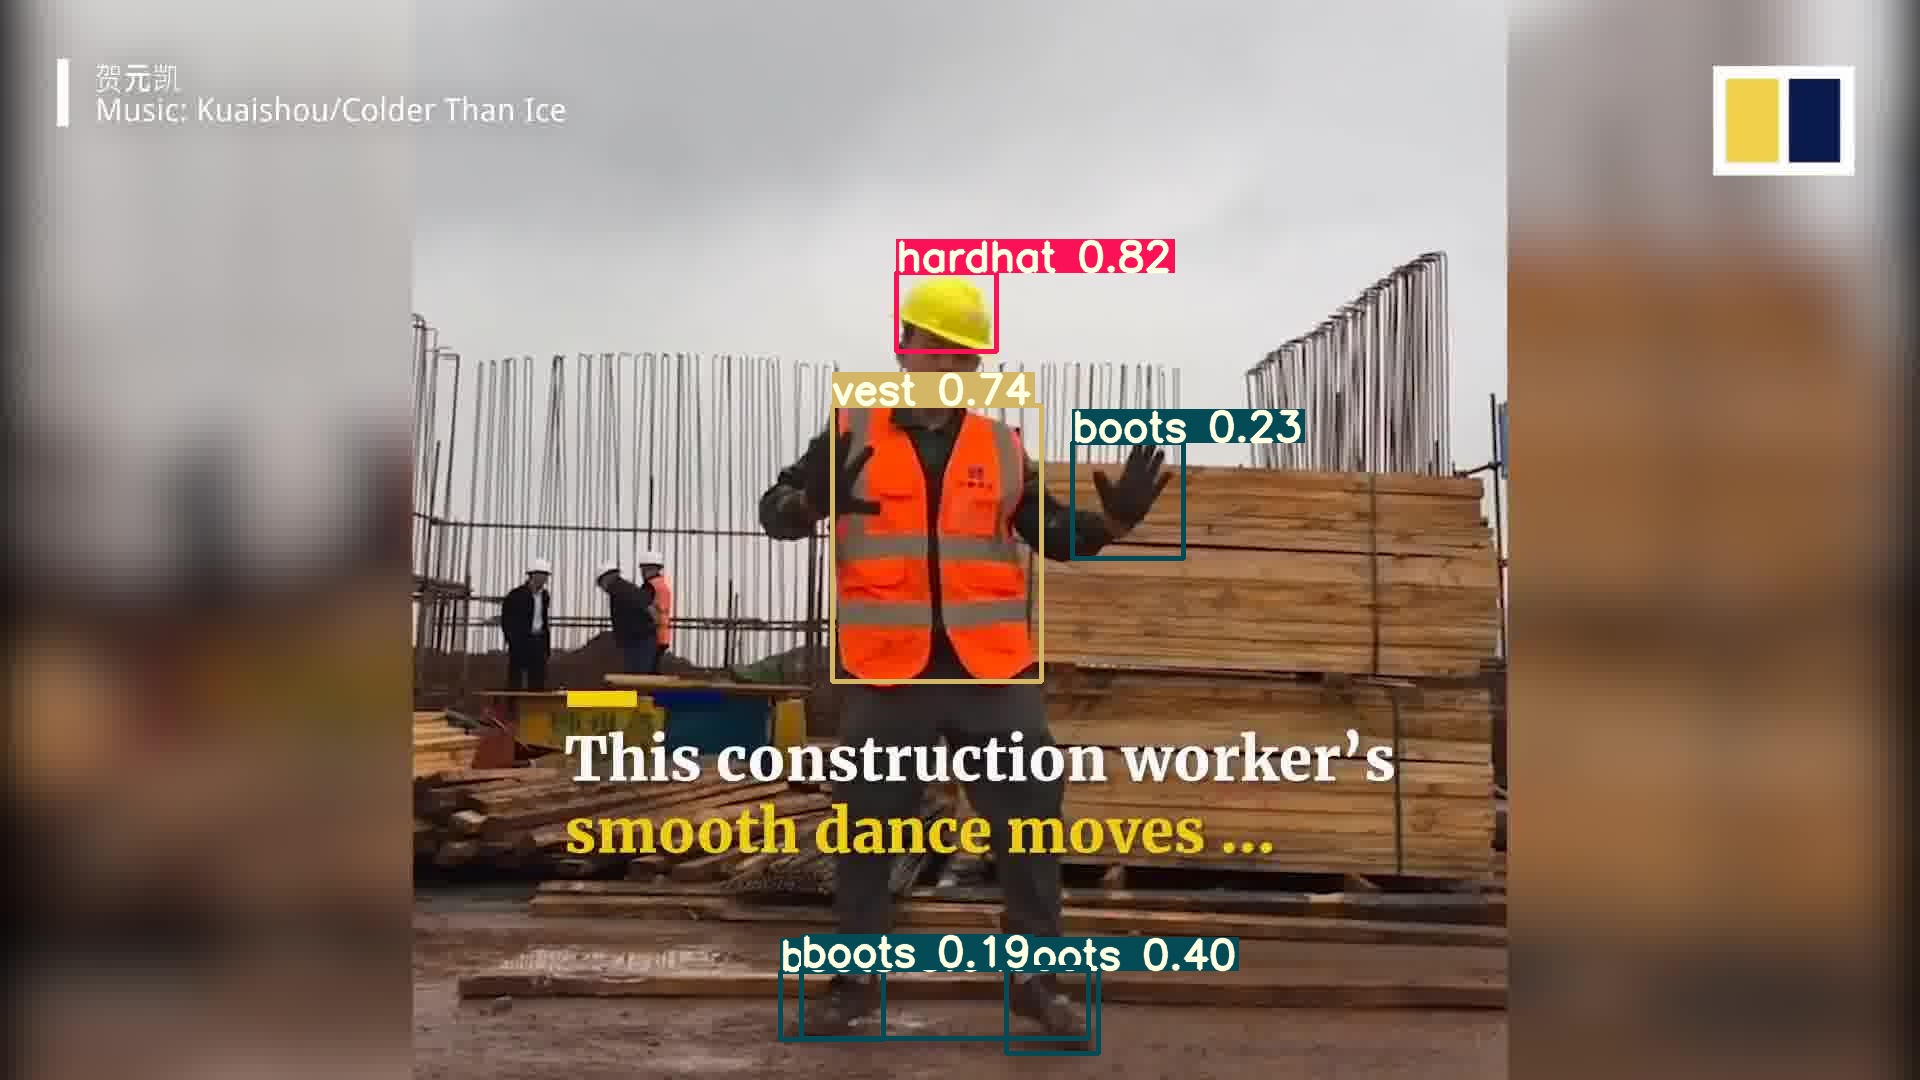 贺元凯
Music: Kuaishou/Colder Than Ice
hardhat 0.82
vest 0.74
boots 0.23
This construction worker's
smooth dance moves ...
boots 0.19
oots 0.40